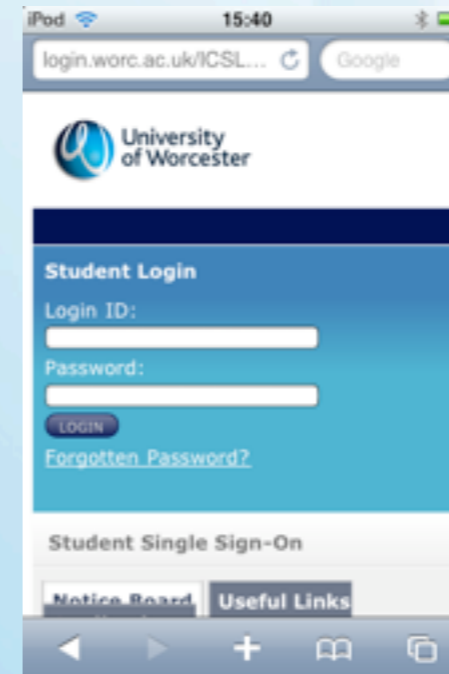 iPod 15:40
login.worc.ac.uk/ICSL... Google
University
of Worcester
Student Login
Login ID:
Password:
LOGIN
Forgotten Password?
Student Single Sign-On
Notice Board Useful Links